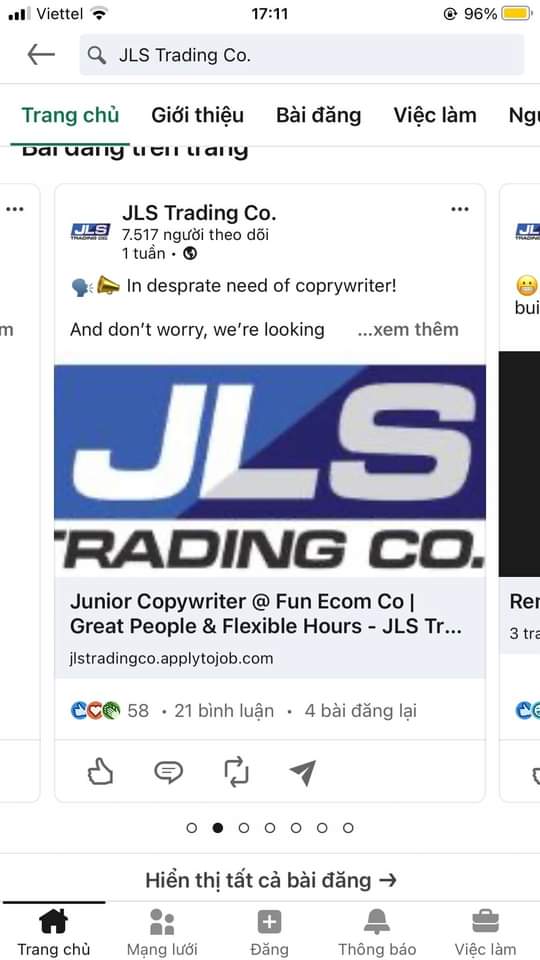 Viettel 17:11 96%
JLS Trading Co.
Trang chủ Giới thiệu Bài đăng Việc làm Ngư
Bài đăng trên trang
JLS Trading Co.
7.517 người theo dõi
1 tuần •
In desprate need of coprywriter!
And don't worry, we're looking ...xem thêm
JLS
TRADING CO.
JLS
TRADING CO.
Junior Copywriter @ Fun Ecom Co |
Great People & Flexible Hours - JLS Tr...
jlstradingco.applytojob.com
58 • 21 bình luận • 4 bài đăng lại
m
bui
Rer
3 tra
Hiển thị tất cả bài đăng →
Trang chủ Mạng lưới Đăng Thông báo Việc làm